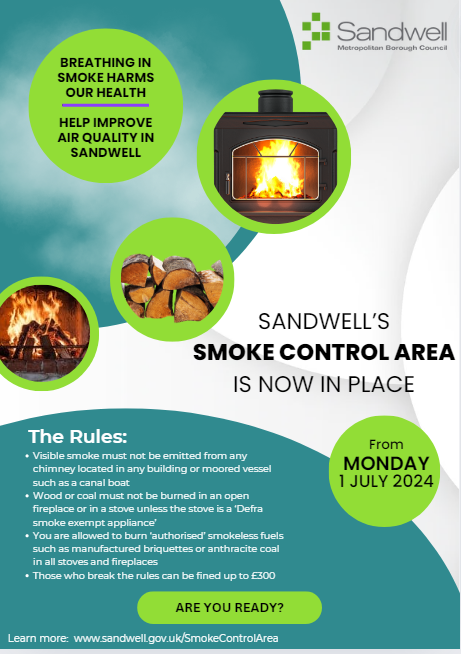 Sandwell
Metropolitan Borough Council
BREATHING IN
SMOKE HARMS
OUR HEALTH
HELP IMPROVE
AIR QUALITY IN
SANDWELL
SANDWELL'S
SMOKE CONTROL AREA
IS NOW IN PLACE
From
MONDAY
1 JULY 2024
The Rules:
• Visible smoke must not be emitted from any
chimney located in any building or moored vessel
such as a canal boat
• Wood or coal must not be burned in an open
fireplace or in a stove unless the stove is a 'Defra
smoke exempt appliance'
• You are allowed to burn 'authorised' smokeless fuels
such as manufactured briquettes or anthracite coal
in all stoves and fireplaces
• Those who break the rules can be fined up to £300
ARE YOU READY?
Learn more: www.sandwell.gov.uk/SmokeControlArea